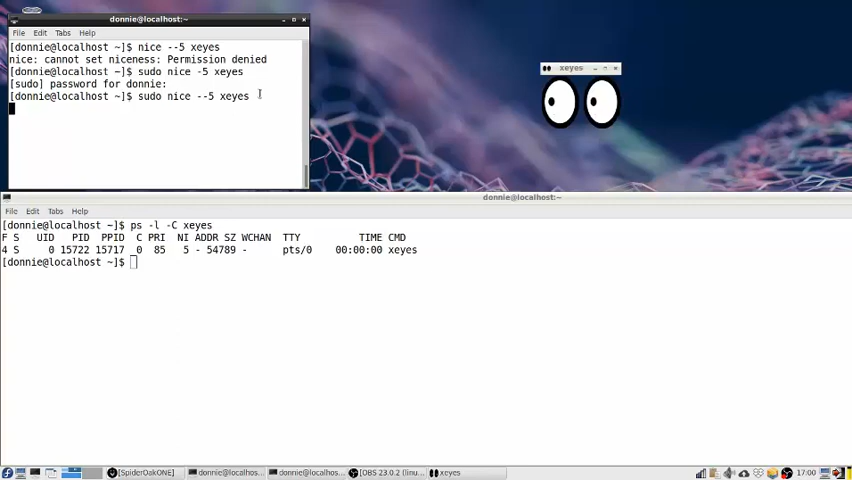 donnie@localhost:~
File Edit Tabs Help
[donnie@localhost ~]$ nice --5 xeyes
nice: cannot set niceness: Permission denied
[donnie@localhost ~]$ sudo nice -5 xeyes
[sudo] password for donnie:
[donnie@localhost ~]$ sudo nice --5 xeyes
xeyes
donnie@localhost:~
File Edit Tabs Help
[donnie@localhost ~]$ ps -l -C xeyes
F S UID PID PPID C PRI NI ADDR SZ WCHAN TTY TIME CMD
4 S 0 15722 15717 0 85 5 - 54789 - pts/0 00:00:00 xeyes
[donnie@localhost ~]$
[SpiderOakONE] donnie@localhos... donnie@localhos... [OBS 23.0.2 (linu... xeyes 17:00